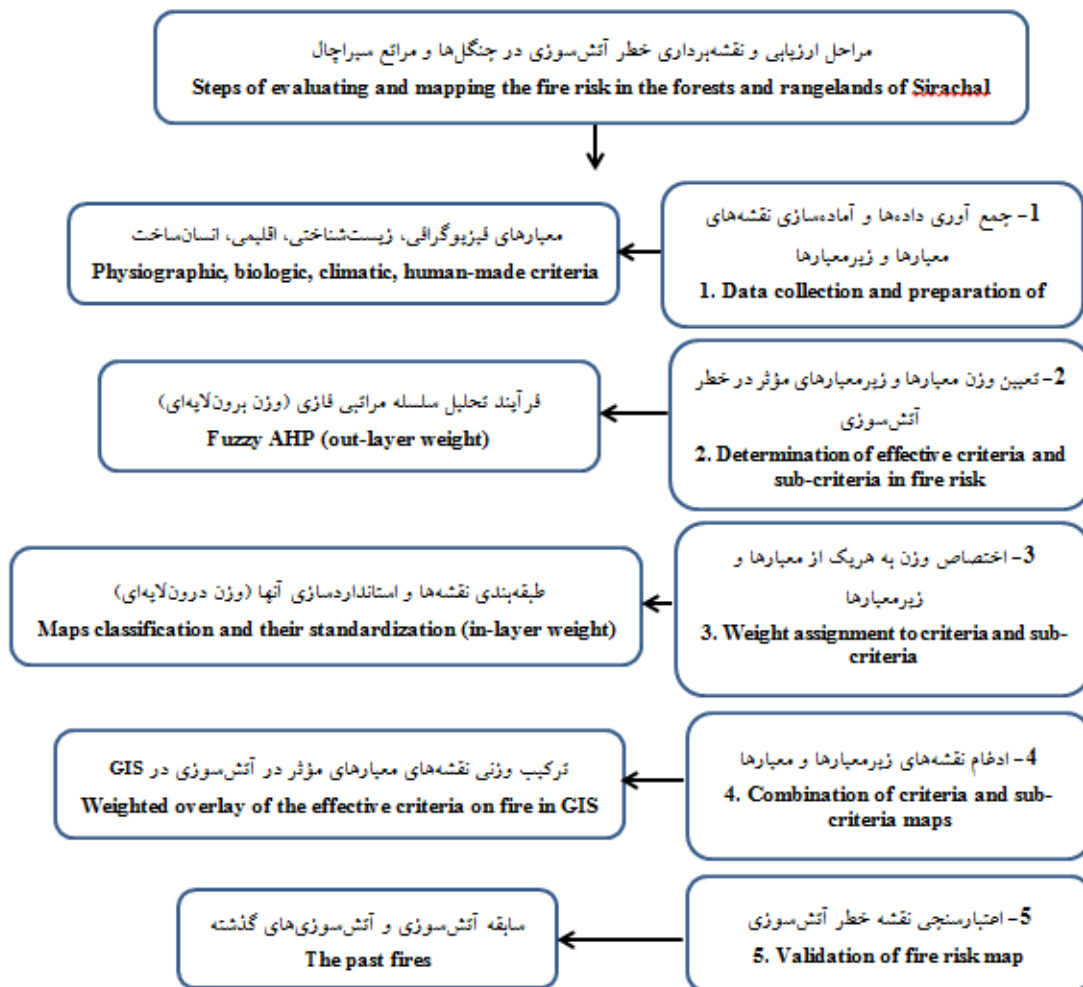 مراحل ارزیابی و نقشه‌برداری خطر آتش‌سوزی در جنگل‌ها و مراتع سیراچال
Steps of evaluating and mapping the fire risk in the forests and rangelands of Sirachal
1- جمع آوری داده‌ها و آماده‌سازی نقشه‌های
معیارها و زیرمعیارها
1. Data collection and preparation of
معیارهای فیزیوگرافی، زیست‌شناختی، اقلیمی، انسان‌ساخت
Physiographic, biologic, climatic, human-made criteria
2- تعیین وزن معیارها و زیرمعیارهای مؤثر در خطر
آتش‌سوزی
2. Determination of effective criteria and
sub-criteria in fire risk
فرآیند تحلیل سلسله مراتبی فازی (وزن برون‌لایه‌ای)
Fuzzy AHP (out-layer weight)
3- اختصاص وزن به هریک از معیارها و
زیرمعیارها
3. Weight assignment to criteria and sub-
criteria
طبقه‌بندی نقشه‌ها و استانداردسازی آنها (وزن درون‌لایه‌ای)
Maps classification and their standardization (in-layer weight)
4- ادغام نقشه‌های زیرمعیارها و معیارها
4. Combination of criteria and sub-
criteria maps
ترکیب وزنی نقشه‌های معیارهای مؤثر در آتش‌سوزی در GIS
Weighted overlay of the effective criteria on fire in GIS
5- اعتبارسنجی نقشه خطر آتش‌سوزی
5. Validation of fire risk map
سابقه آتش‌سوزی و آتش‌سوزی‌های گذشته
The past fires